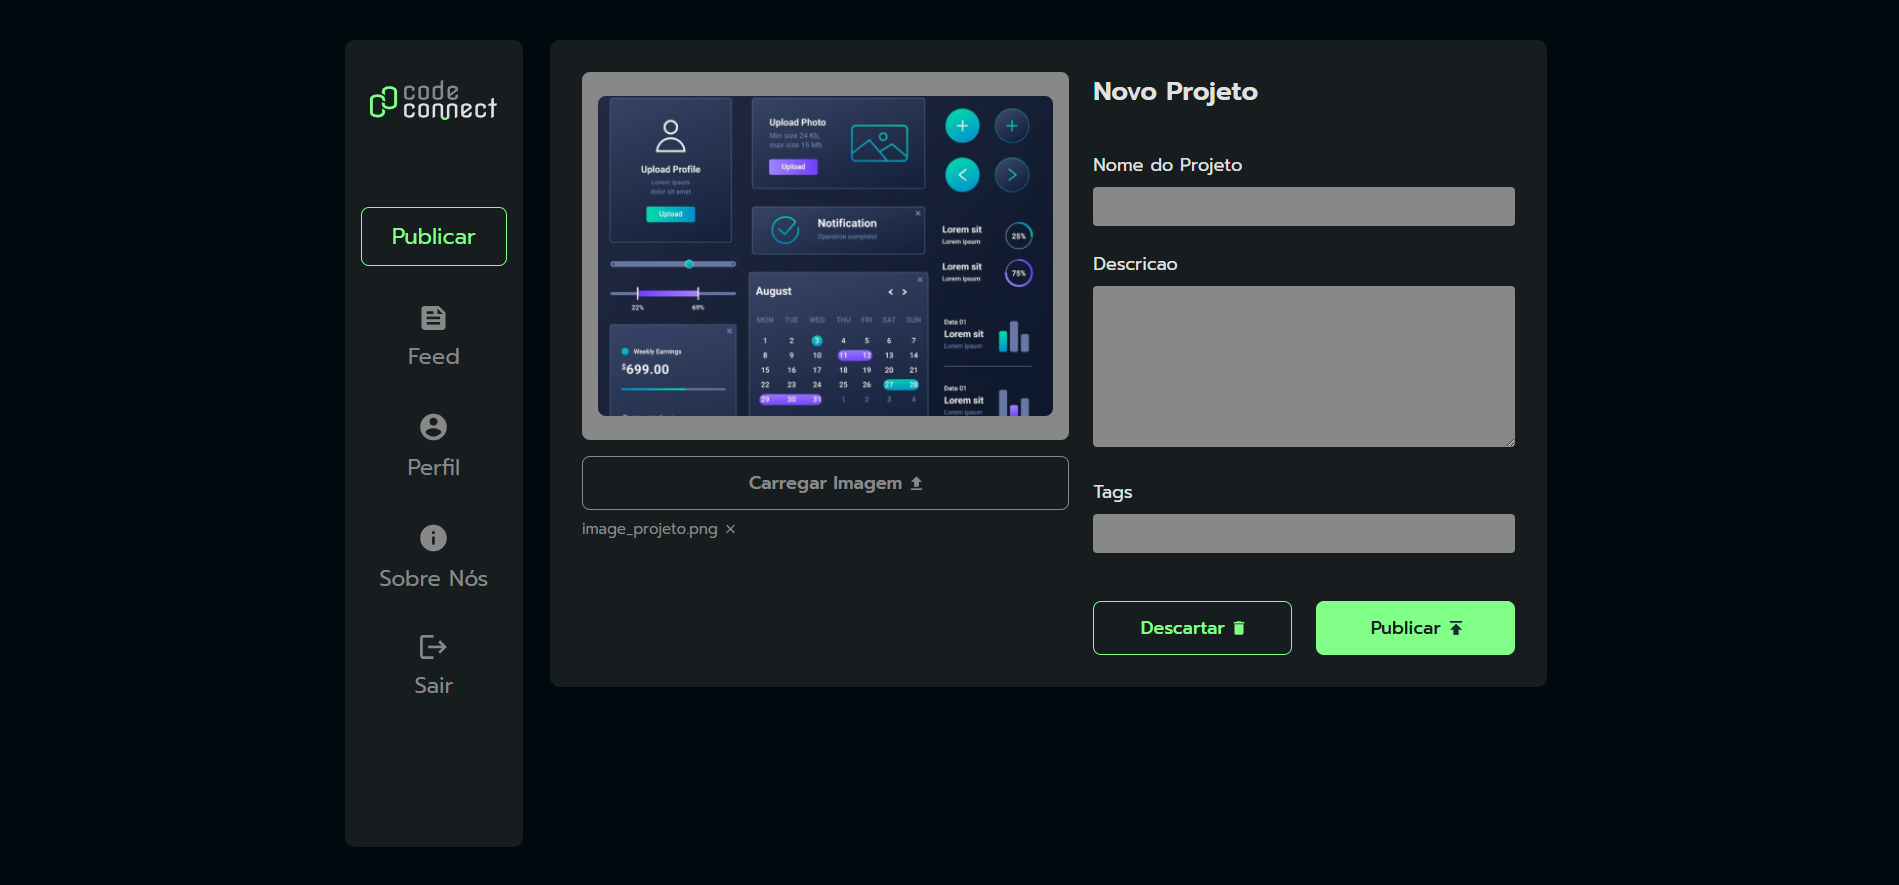 code
connect
Publicar
Feed
Perfil
Sobre Nós
Sair
Upload Profile
Lorem ipsum
dolor sit amet
Upload
Upload Photo
Min size 24 Kb,
max size 15 Mb
Upload
Notification
Operation complete!
22% 69%
Weekly Earnings
$699.00
August
MON TUE WED THU FRI SAT SUN
1 2 3 4 5 6 7
8 9 10 11 12 13 14
15 16 17 18 19 20 21
22 23 24 25 26 27 28
29 30 31 1 2 3 4
Lorem sit
Lorem ipsum
25%
Lorem sit
Lorem ipsum
75%
Data 01
Lorem sit
Lorem ipsum
Data 01
Lorem sit
Lorem ipsum
Carregar Imagem
image_projeto.png ×
Novo Projeto
Nome do Projeto
Descricao
Tags
Descartar
Publicar